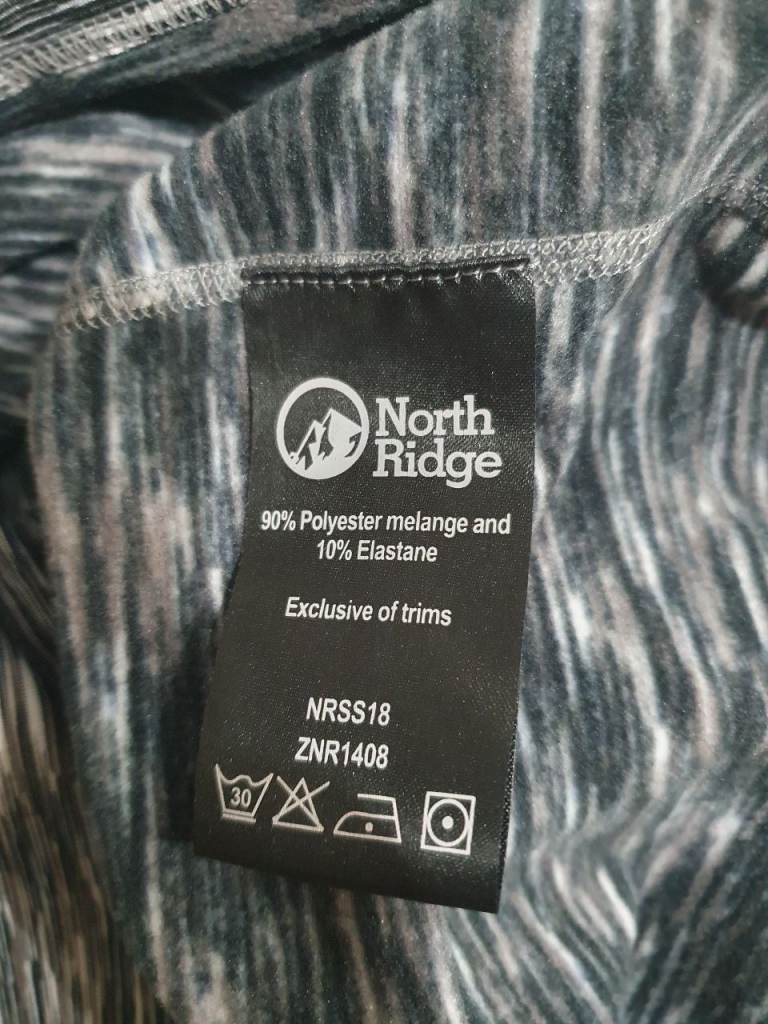 North
Ridge
90% Polyester melange and
10% Elastane
Exclusive of trims
NRSS18
ZNR1408
30